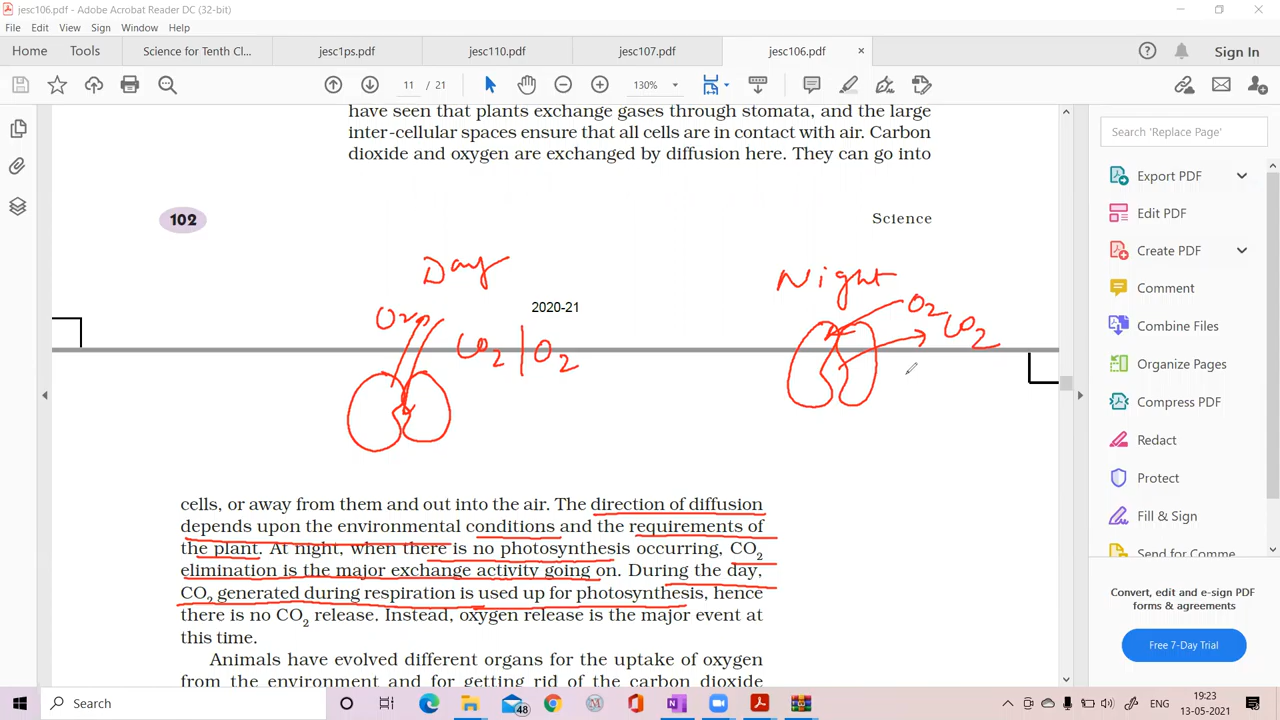 jesc106.pdf - Adobe Acrobat Reader DC (32-bit)
File Edit View Sign Window Help
Home Tools Science for Tenth Cl... jesc1ps.pdf jesc110.pdf jesc107.pdf jesc106.pdf × Sign In
11 / 21 130%
have seen that plants exchange gases through stomata, and the large
inter-cellular spaces ensure that all cells are in contact with air. Carbon
dioxide and oxygen are exchanged by diffusion here. They can go into
102 Science
Day Night
2020-21
O2 CO2 | O2 O2 CO2
cells, or away from them and out into the air. The direction of diffusion
depends upon the environmental conditions and the requirements of
the plant. At night, when there is no photosynthesis occurring, CO2
elimination is the major exchange activity going on. During the day,
CO2 generated during respiration is used up for photosynthesis, hence
there is no CO2 release. Instead, oxygen release is the major event at
this time.
Animals have evolved different organs for the uptake of oxygen
from the environment and for getting rid of the carbon dioxide
Search 'Replace Page'
Export PDF
Edit PDF
Create PDF
Comment
Combine Files
Organize Pages
Compress PDF
Redact
Protect
Fill & Sign
Send for Comme
Convert, edit and e-sign PDF
forms & agreements
Free 7-Day Trial
Search 48 ENG 19:23
13-05-2021